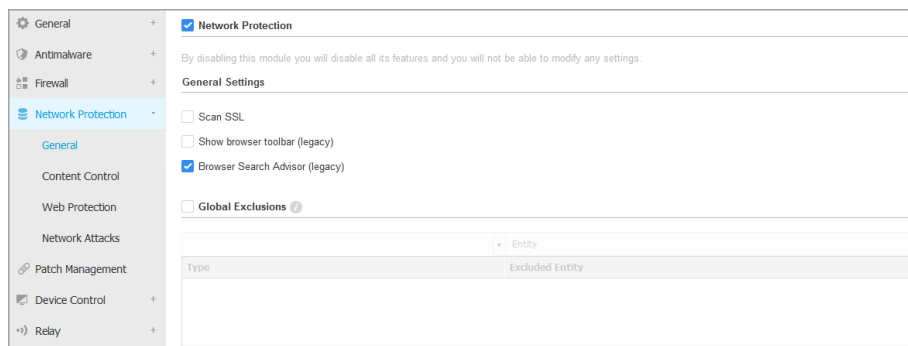 General +
Antimalware +
Firewall +
Network Protection -
General
Content Control
Web Protection
Network Attacks
Patch Management
Device Control +
Relay +
Network Protection
By disabling this module you will disable all its features and you will not be able to modify any settings.
General Settings
Scan SSL
Show browser toolbar (legacy)
Browser Search Advisor (legacy)
Global Exclusions i
Entity
Type Excluded Entity